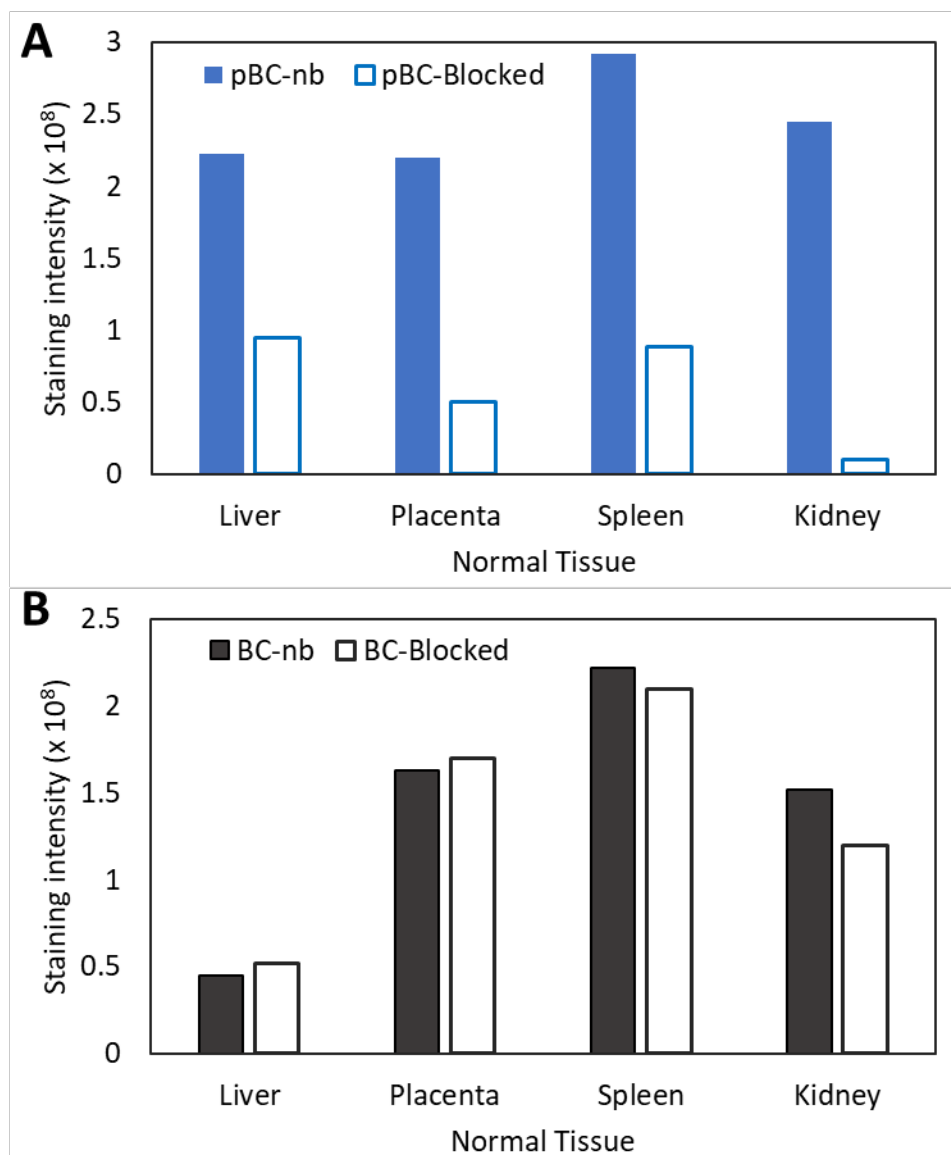 A
Staining intensity (x 10⁸)
3
2.5
2
1.5
1
0.5
0
pBC-nb pBC-Blocked
Liver Placenta Spleen Kidney
Normal Tissue
B
Staining intensity (x 10⁸)
2.5
2
1.5
1
0.5
0
BC-nb BC-Blocked
Liver Placenta Spleen Kidney
Normal Tissue